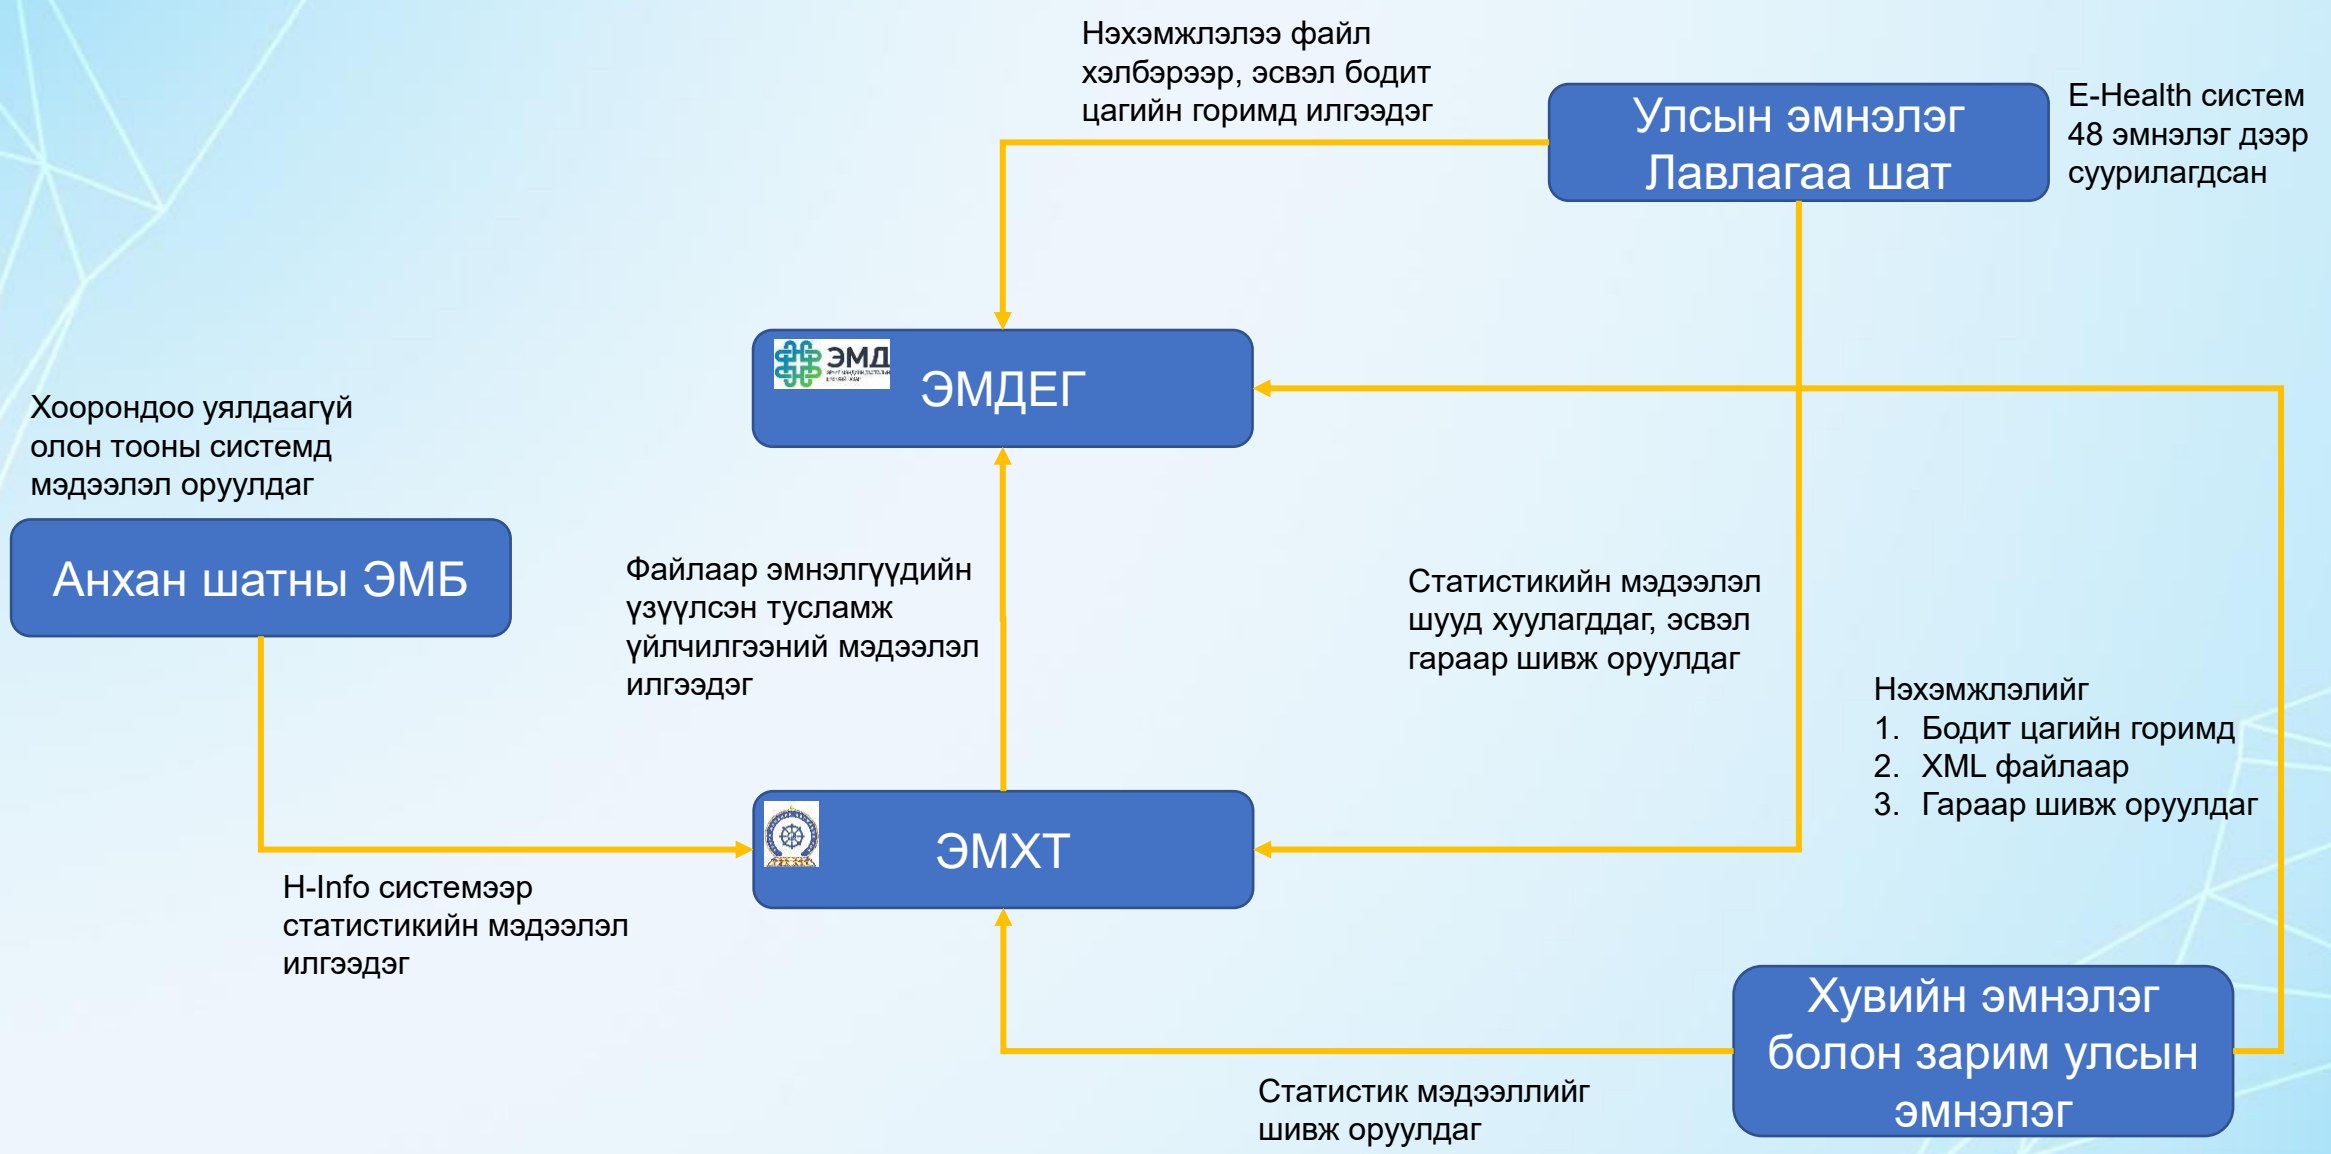 Нэхэмжлэлээ файл
хэлбэрээр, эсвэл бодит
цагийн горимд илгээдэг
Улсын эмнэлэг
Лавлагаа шат
E-Health систем
48 эмнэлэг дээр
суурилагдсан
ЭМД
ЭМДЕГ
Хоорондоо уялдаагүй
олон тооны системд
мэдээлэл оруулдаг
Анхан шатны ЭМБ
Файлаар эмнэлгүүдийн
үзүүлсэн тусламж
үйлчилгээний мэдээлэл
илгээдэг
Статистикийн мэдээлэл
шууд хуулагддаг, эсвэл
гараар шивж оруулдаг
Нэхэмжлэлийг
1. Бодит цагийн горимд
2. XML файлаар
3. Гараар шивж оруулдаг
ЭМХТ
H-Info системээр
статистикийн мэдээлэл
илгээдэг
Хувийн эмнэлэг
болон зарим улсын
эмнэлэг
Статистик мэдээллийг
шивж оруулдаг